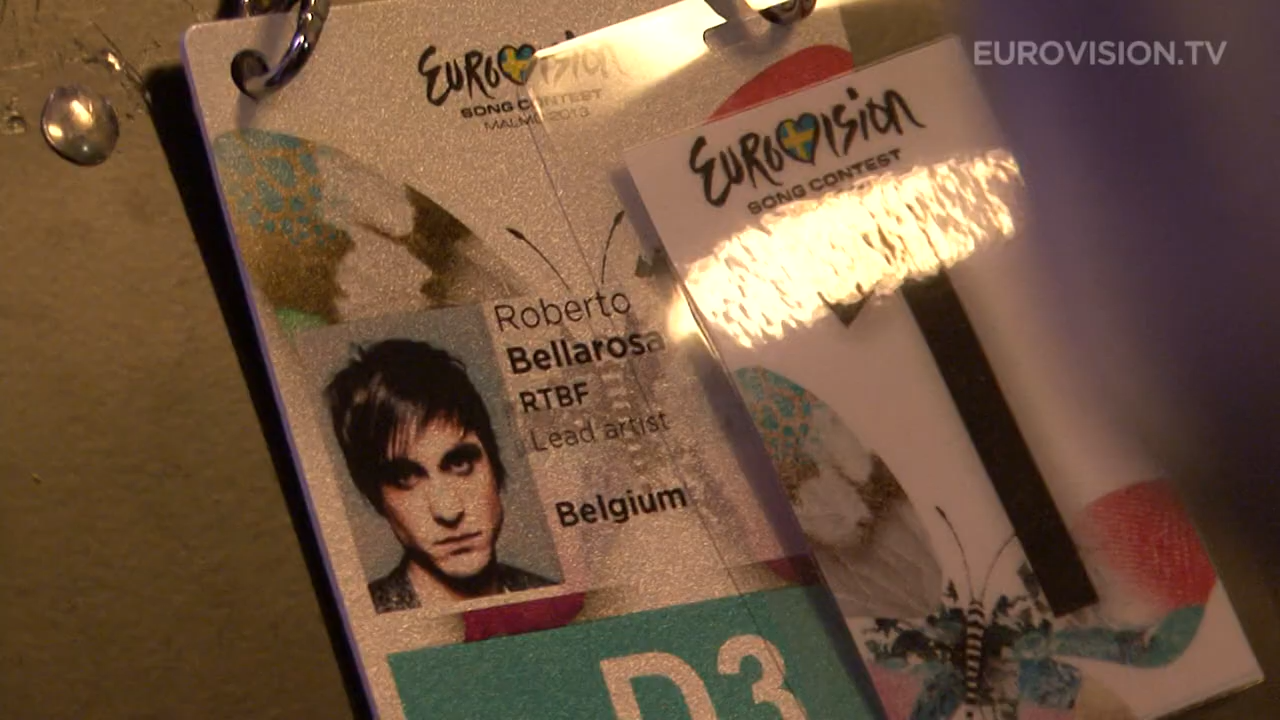 EUROVISION.TV
EUROVISION
SONG CONTEST
MALMÖ 2013
EUROVISION
SONG CONTEST
Roberto
Bellarosa
RTBF
Lead artist
Belgium
D3